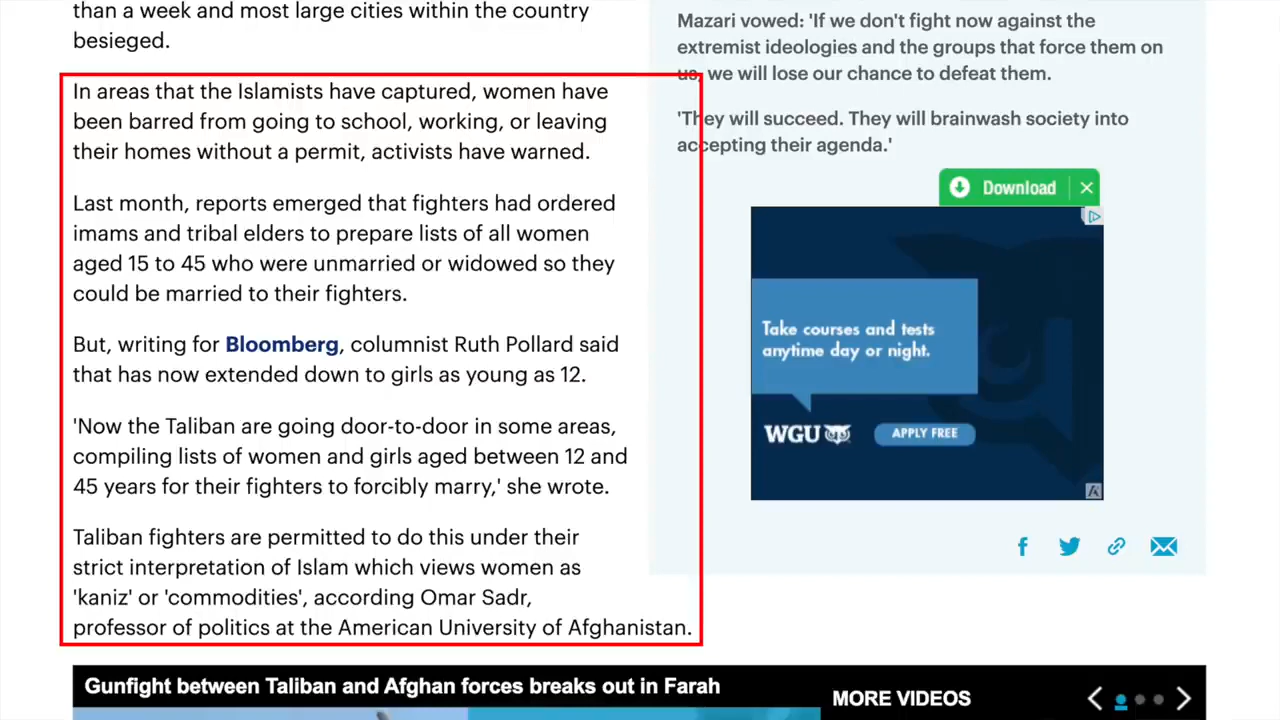 than a week and most large cities within the country
besieged.
In areas that the Islamists have captured, women have
been barred from going to school, working, or leaving
their homes without a permit, activists have warned.
Last month, reports emerged that fighters had ordered
imams and tribal elders to prepare lists of all women
aged 15 to 45 who were unmarried or widowed so they
could be married to their fighters.
But, writing for Bloomberg, columnist Ruth Pollard said
that has now extended down to girls as young as 12.
'Now the Taliban are going door-to-door in some areas,
compiling lists of women and girls aged between 12 and
45 years for their fighters to forcibly marry,' she wrote.
Taliban fighters are permitted to do this under their
strict interpretation of Islam which views women as
'kaniz' or 'commodities', according Omar Sadr,
professor of politics at the American University of Afghanistan.
Mazari vowed: 'If we don't fight now against the
extremist ideologies and the groups that force them on
us, we will lose our chance to defeat them.
'They will succeed. They will brainwash society into
accepting their agenda.'
Download
Take courses and tests
anytime day or night.
WGU
APPLY FREE
Gunfight between Taliban and Afghan forces breaks out in Farah
MORE VIDEOS